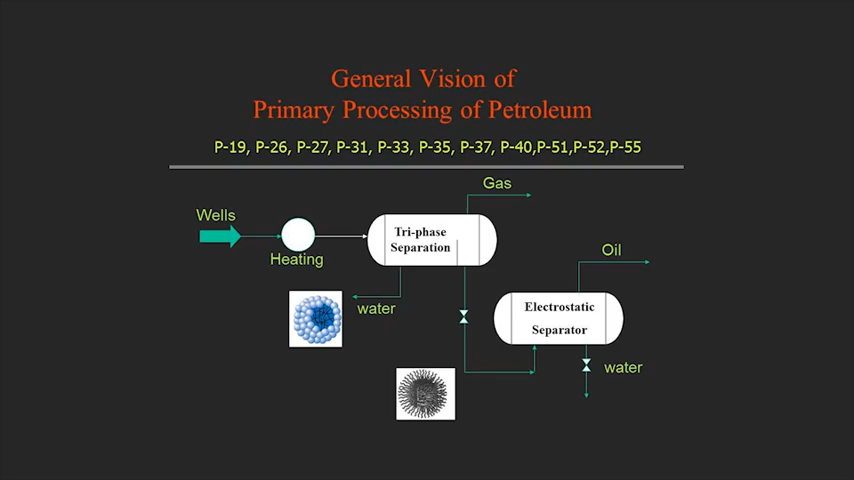 General Vision of
Primary Processing of Petroleum
P-19, P-26, P-27, P-31, P-33, P-35, P-37, P-40,P-51,P-52,P-55
Gas
Wells
Tri-phase
Separation
Heating
Oil
water
Electrostatic
Separator
water